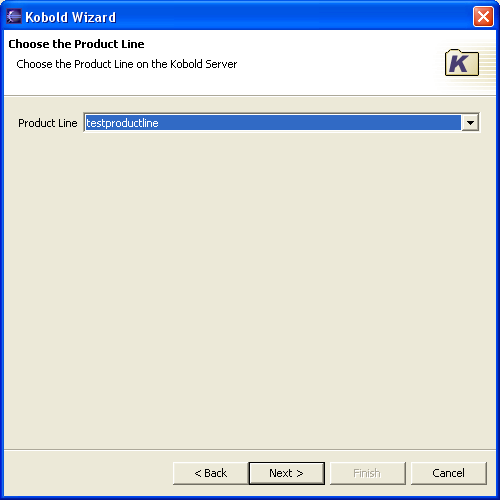 Kobold Wizard
Choose the Product Line
Choose the Product Line on the Kobold Server
K
Product Line testproductline
< Back Next > Finish Cancel